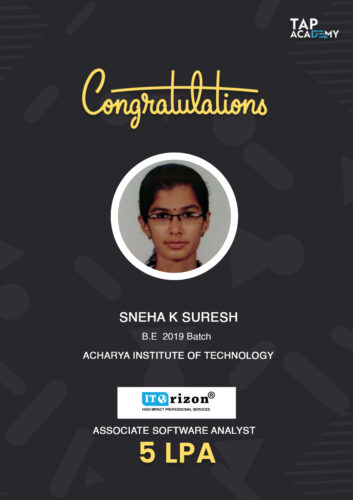 TAP
ACADEMY
Congratulations
SNEHA K SURESH
B.E 2019 Batch
ACHARYA INSTITUTE OF TECHNOLOGY
ITOrizon®
HIGH IMPACT PROFESSIONAL SERVICES
ASSOCIATE SOFTWARE ANALYST
5 LPA